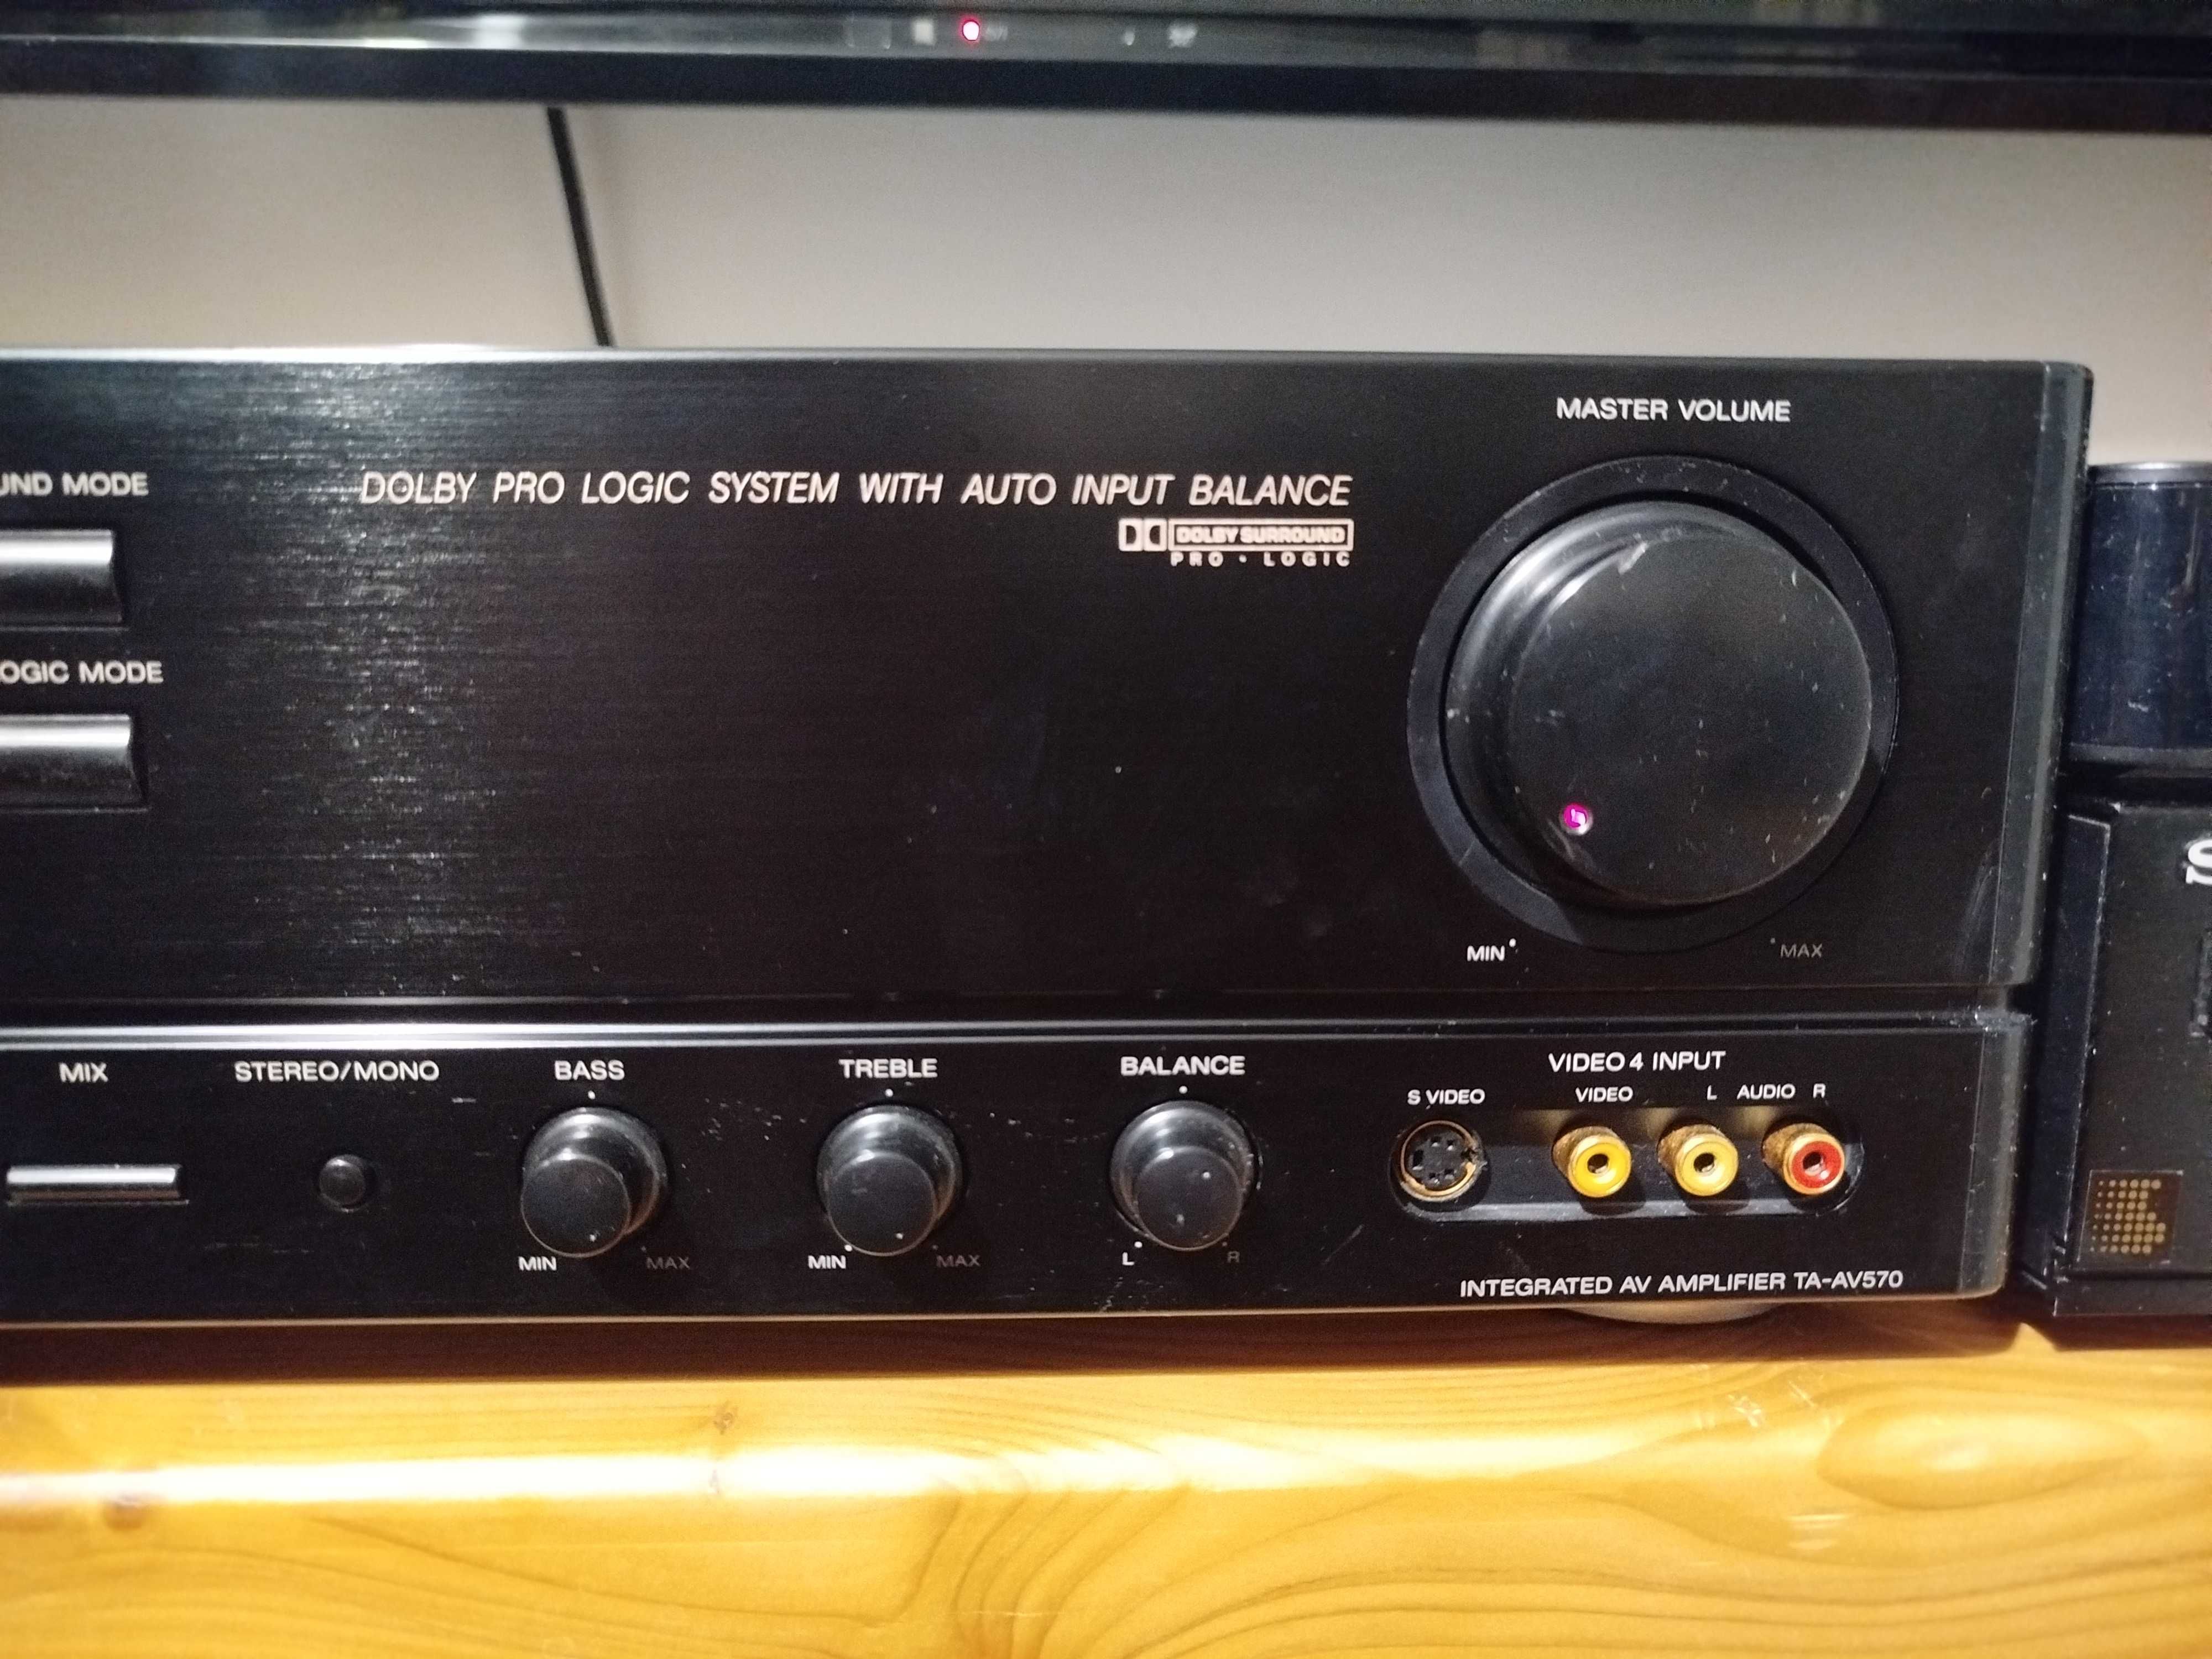 MASTER VOLUME
UND MODE
DOLBY PRO LOGIC SYSTEM WITH AUTO INPUT BALANCE
DOLBY SURROUND
PRO · LOGIC
OGIC MODE
MIN MAX
MIX STEREO/MONO BASS TREBLE BALANCE VIDEO 4 INPUT
S VIDEO VIDEO L AUDIO R
MIN MAX MIN MAX L R
INTEGRATED AV AMPLIFIER TA-AV570
S